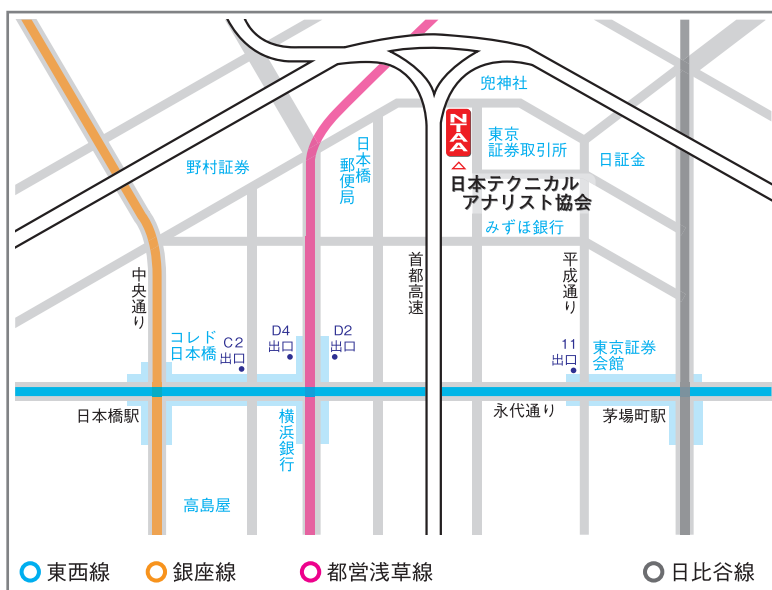 兜神社
NTAA
東京
証券取引所
日本橋
郵便局
日証金
野村証券
日本テクニカル
アナリスト協会
みずほ銀行
中央通り
首都高速
平成通り
コレド
日本橋
C2
出口
D4
出口
D2
出口
11
出口
東京証券
会館
日本橋駅
横浜銀行
永代通り
茅場町駅
高島屋
東西線
銀座線
都営浅草線
日比谷線